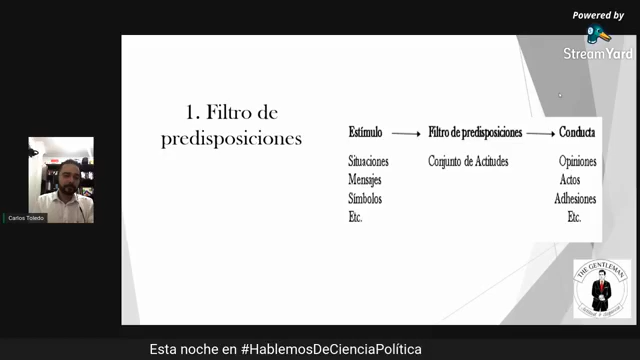 Powered by
StreamYard
1. Filtro de
predisposiciones
Estímulo Filtro de predisposiciones Conducta
Situaciones Conjunto de Actitudes Opiniones
Mensajes Actos
Símbolos Adhesiones
Etc. Etc.
THE GENTLEMAN
Carlos Toledo
Esta noche en #HablemosDeCienciaPolítica